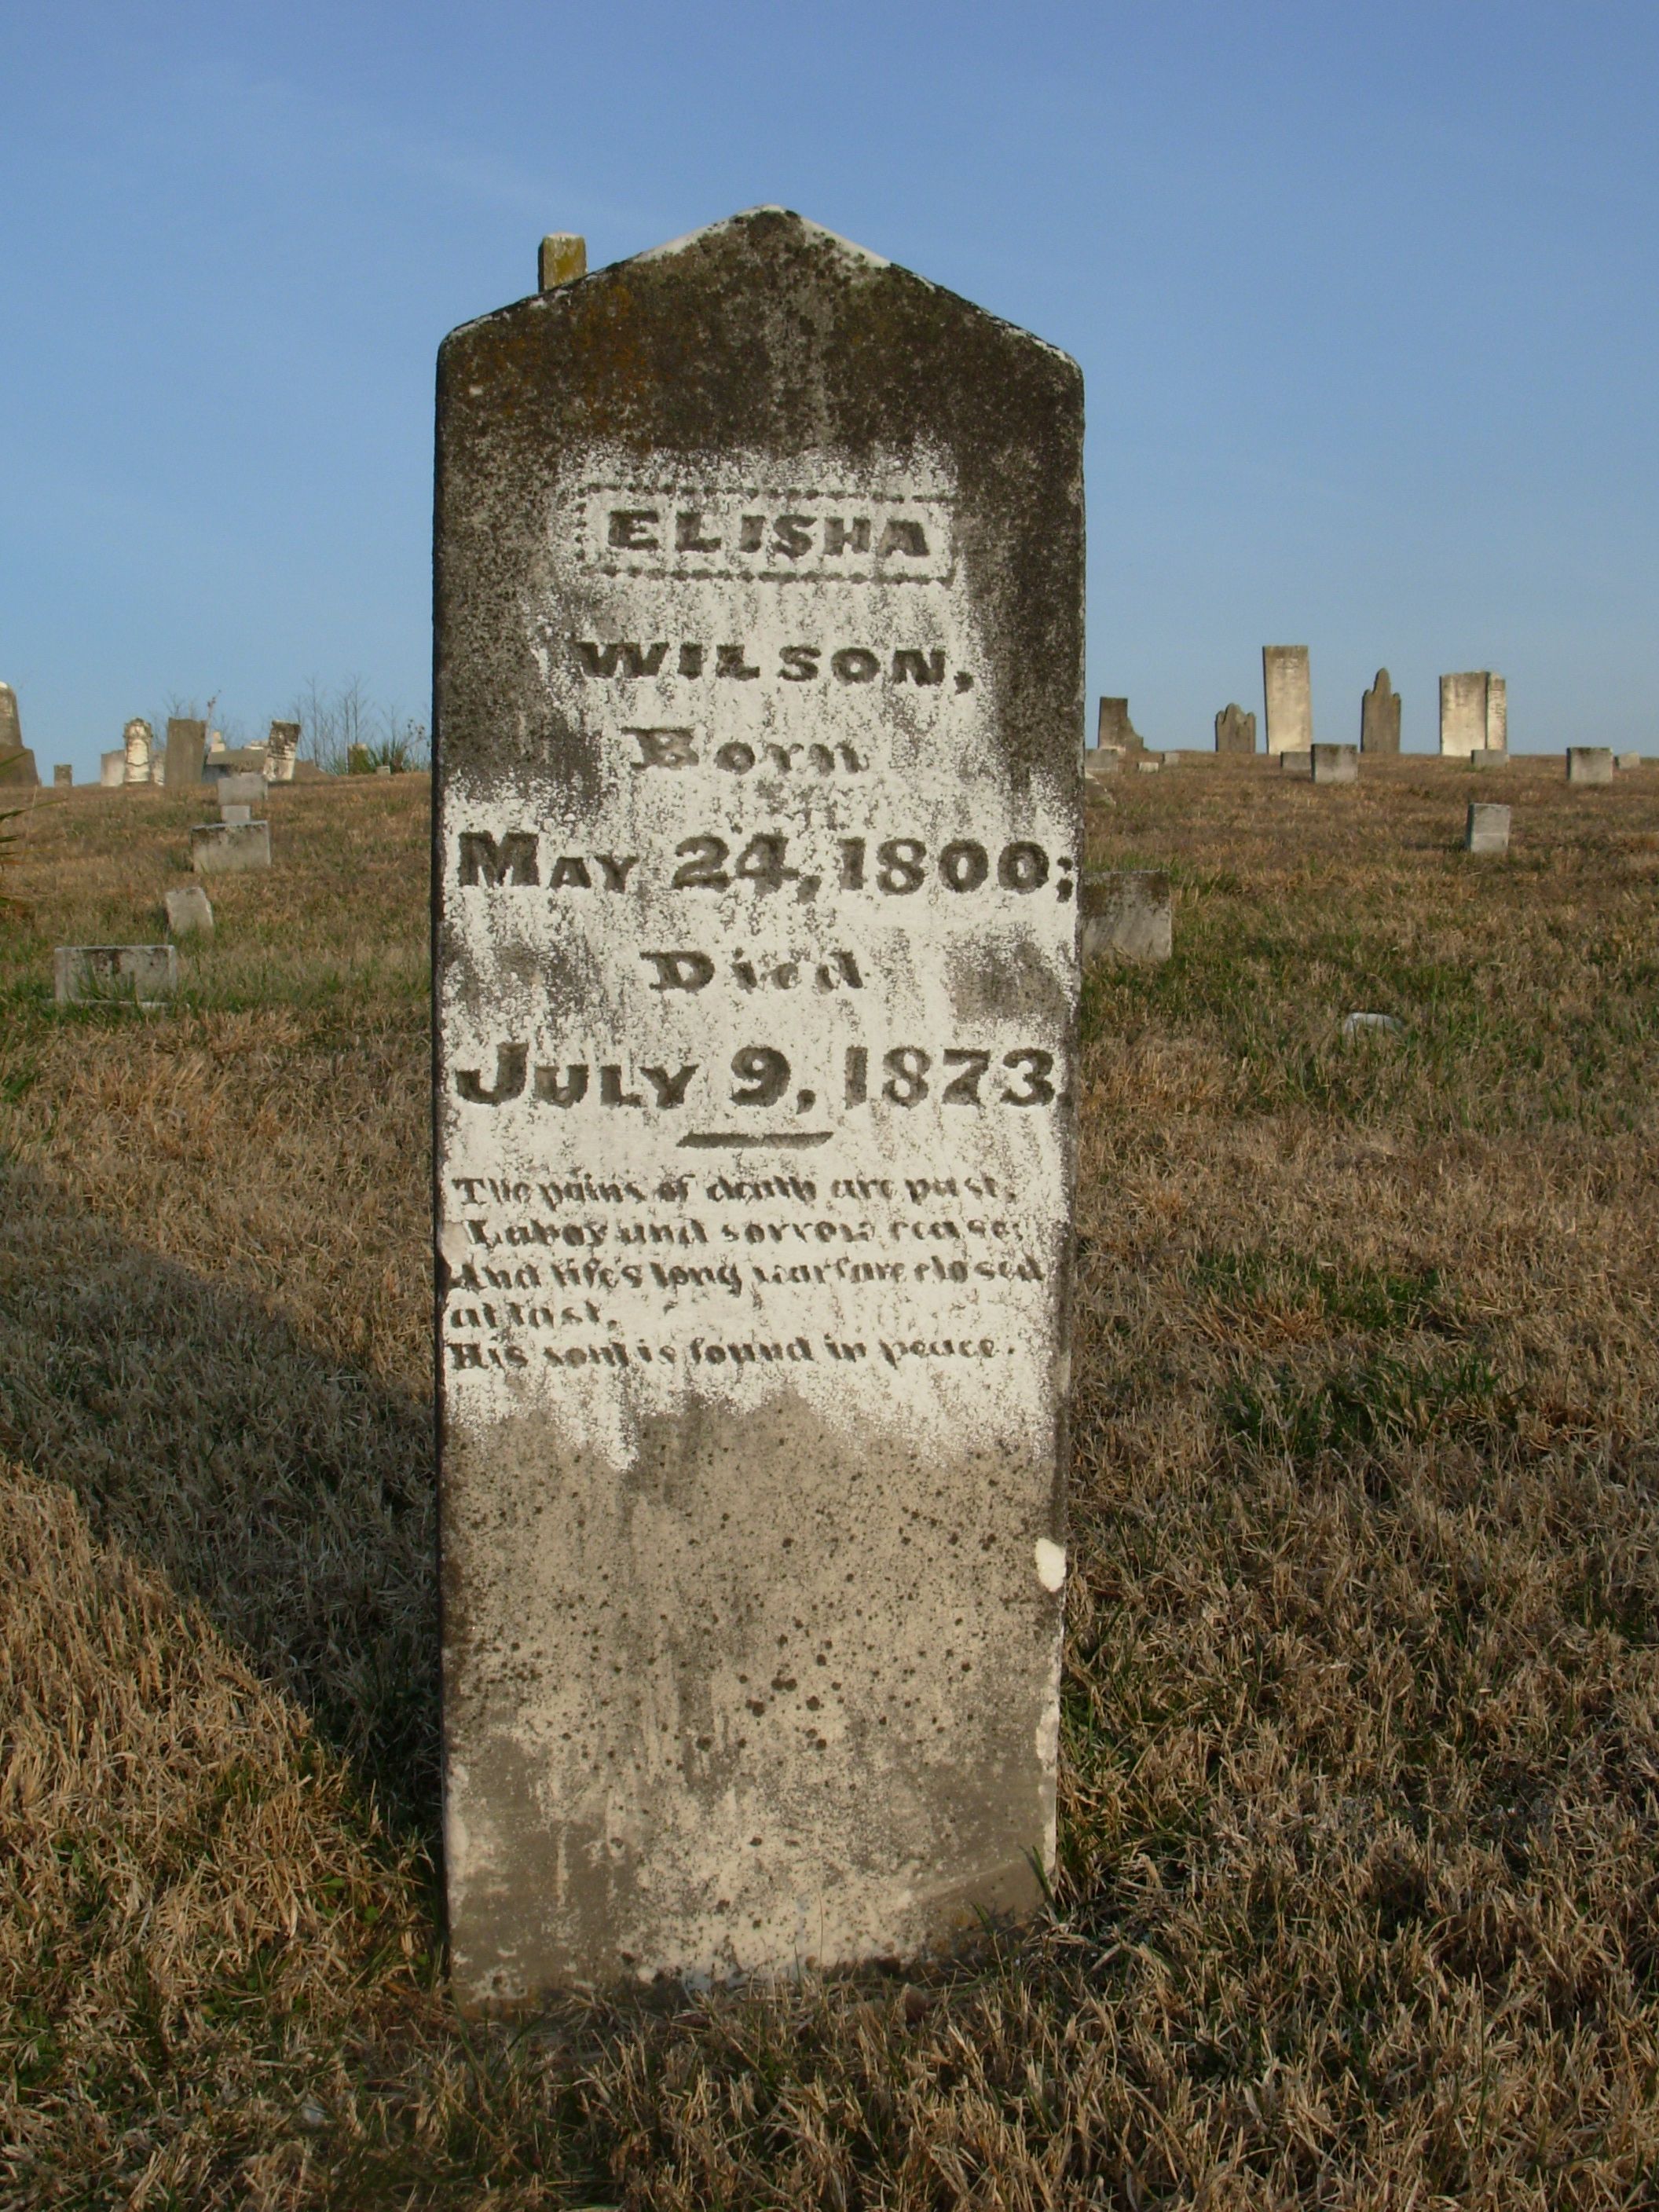 ELISHA
WILSON,
Born
MAY 24, 1800;
Died
JULY 9, 1873.
The pains of death are past,
Labor and sorrow cease;
And life's long warfare closed
at last,
His soul is found in peace.